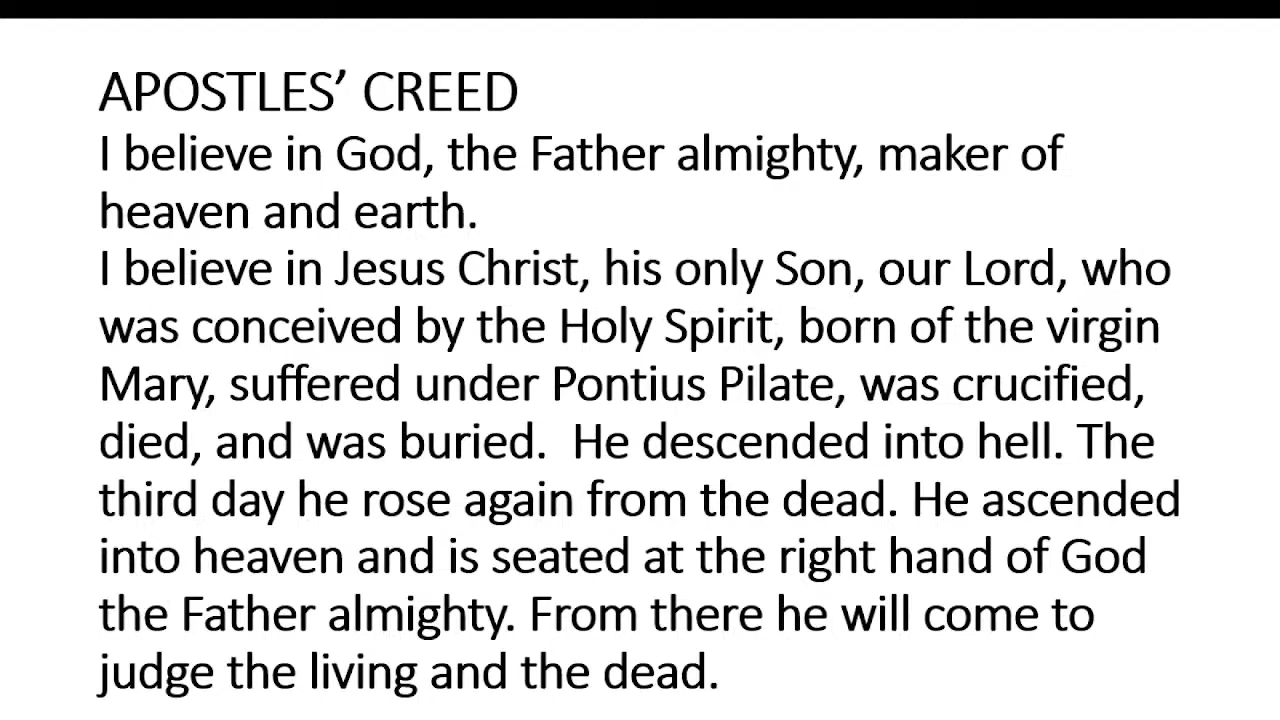 APOSTLES’ CREED
I believe in God, the Father almighty, maker of
heaven and earth.
I believe in Jesus Christ, his only Son, our Lord, who
was conceived by the Holy Spirit, born of the virgin
Mary, suffered under Pontius Pilate, was crucified,
died, and was buried.  He descended into hell. The
third day he rose again from the dead. He ascended
into heaven and is seated at the right hand of God
the Father almighty. From there he will come to
judge the living and the dead.